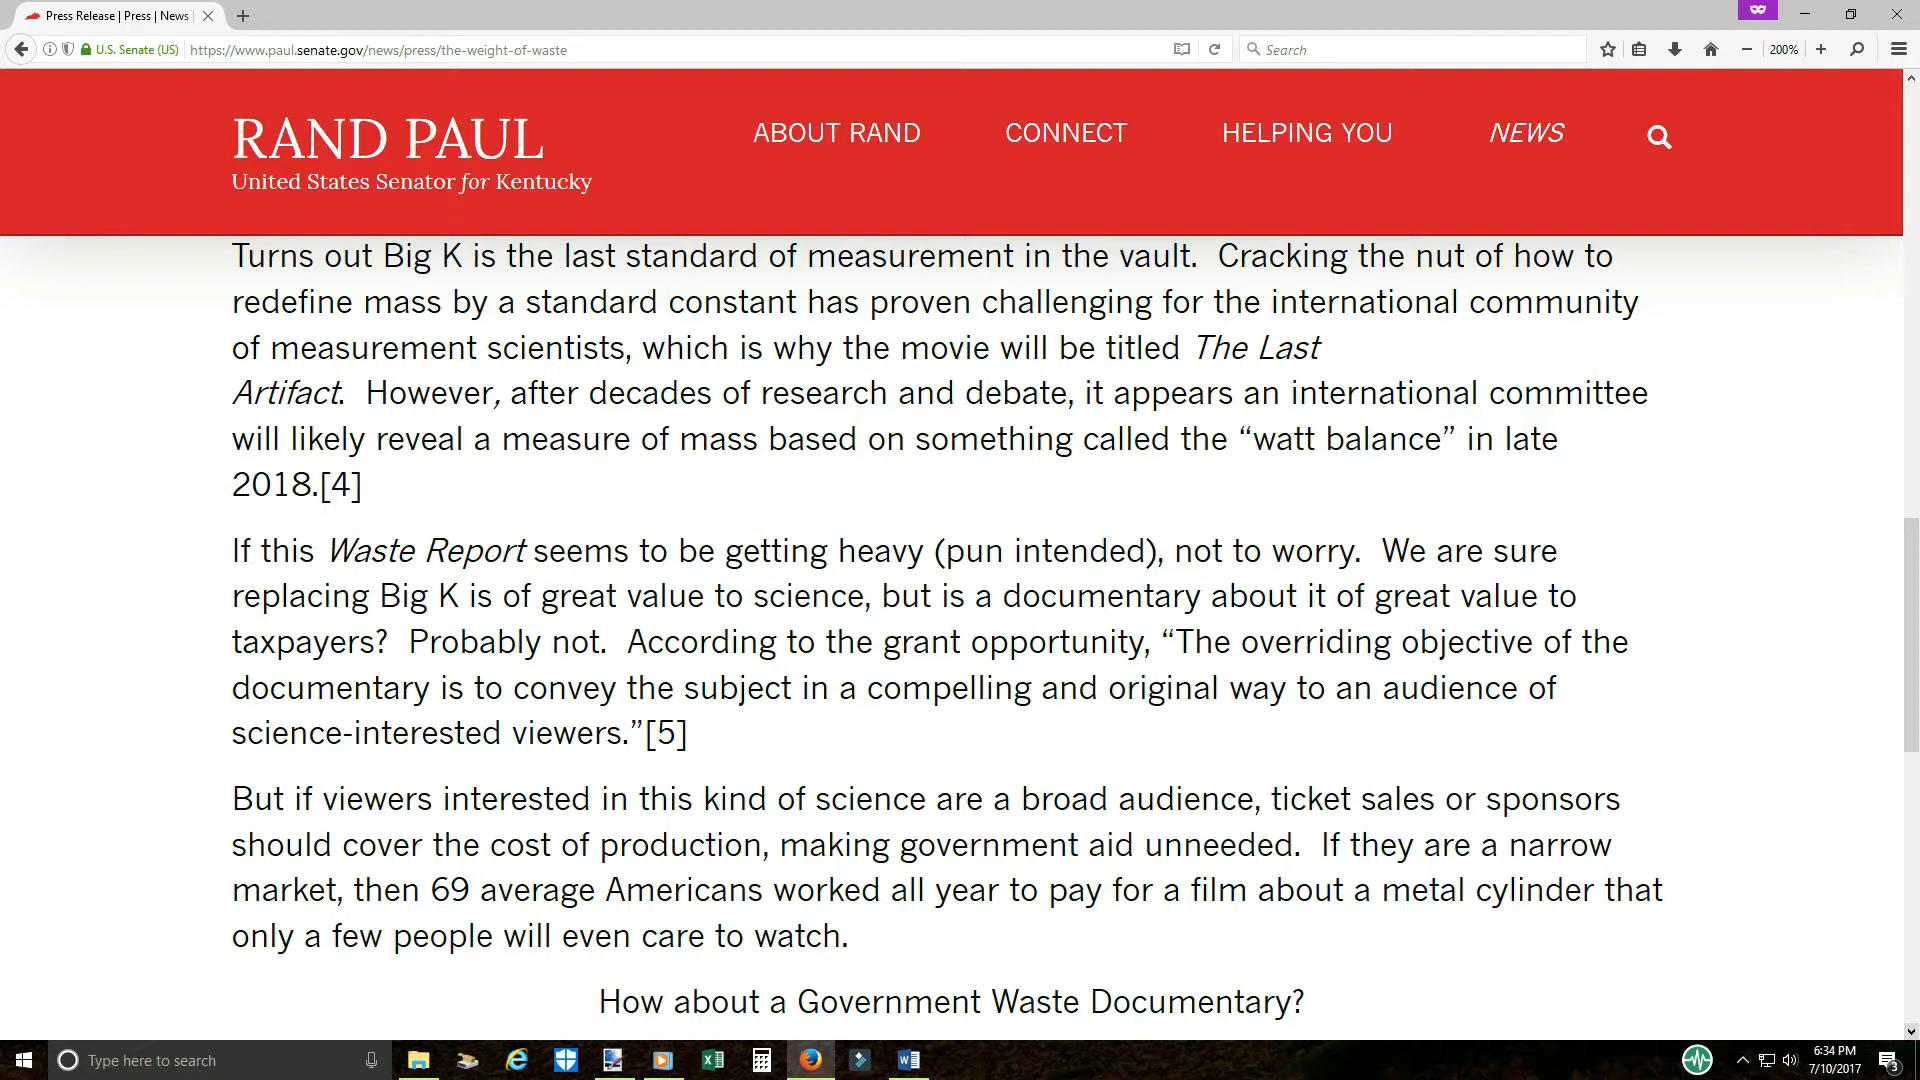 Press Release | Press | News
U.S. Senate (US)
https://www.paul.senate.gov/news/press/the-weight-of-waste
Search
200%
RAND PAUL
United States Senator for Kentucky
ABOUT RAND
CONNECT
HELPING YOU
NEWS
Turns out Big K is the last standard of measurement in the vault.  Cracking the nut of how to
redefine mass by a standard constant has proven challenging for the international community
of measurement scientists, which is why the movie will be titled The Last
Artifact.  However, after decades of research and debate, it appears an international committee
will likely reveal a measure of mass based on something called the “watt balance” in late
2018.[4]
If this Waste Report seems to be getting heavy (pun intended), not to worry.  We are sure
replacing Big K is of great value to science, but is a documentary about it of great value to
taxpayers?  Probably not.  According to the grant opportunity, “The overriding objective of the
documentary is to convey the subject in a compelling and original way to an audience of
science-interested viewers.”[5]
But if viewers interested in this kind of science are a broad audience, ticket sales or sponsors
should cover the cost of production, making government aid unneeded.  If they are a narrow
market, then 69 average Americans worked all year to pay for a film about a metal cylinder that
only a few people will even care to watch.
How about a Government Waste Documentary?
Type here to search
6:34 PM
7/10/2017
3